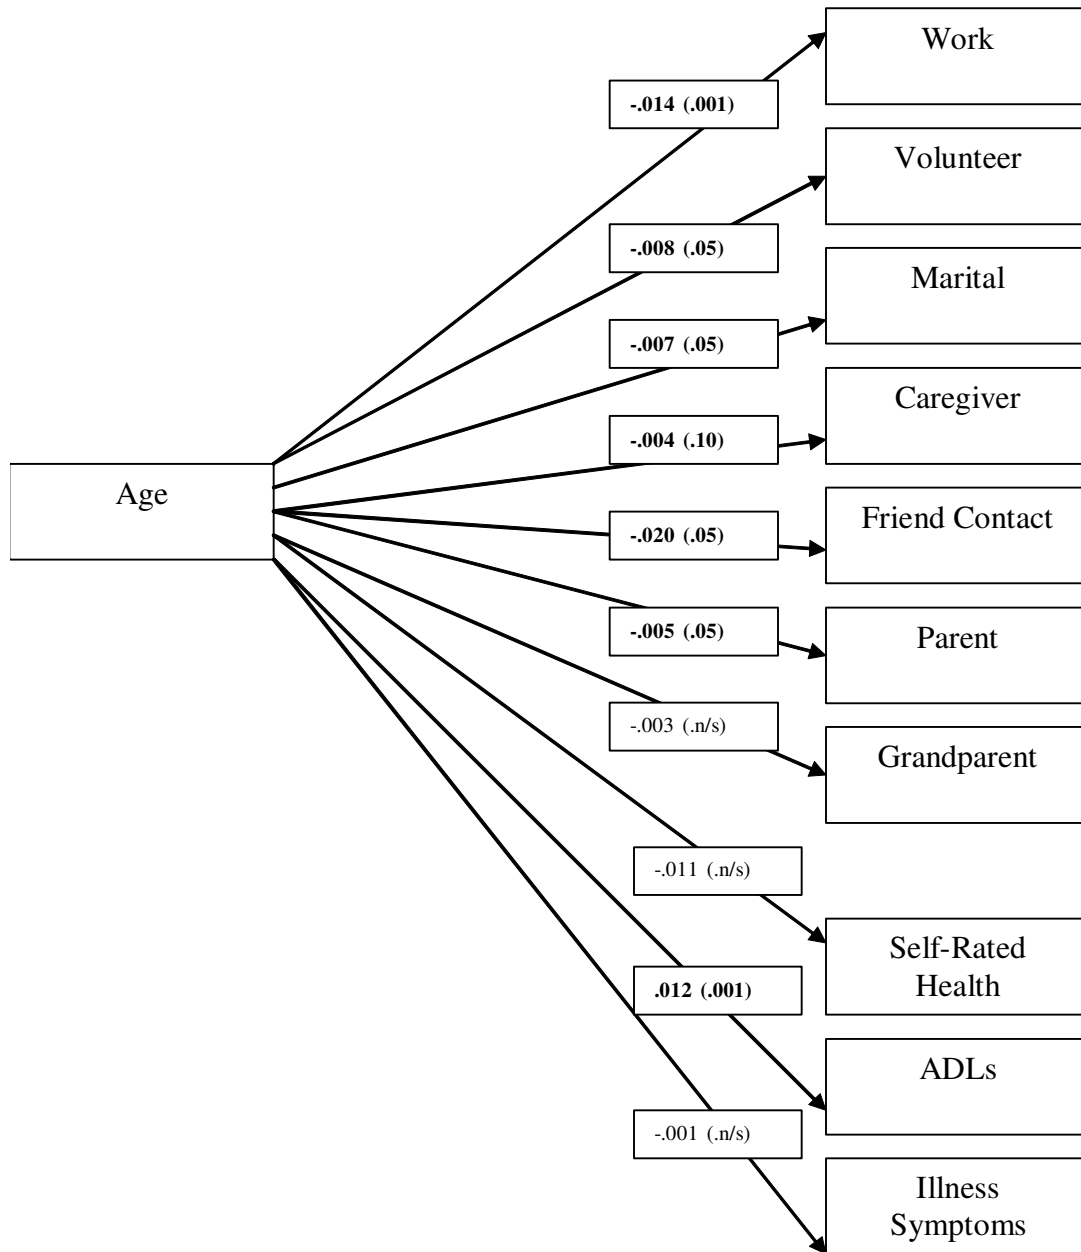 Work
-.014 (.001)
Volunteer
-.008 (.05)
Marital
-.007 (.05)
Caregiver
-.004 (.10)
Age
Friend Contact
-.020 (.05)
Parent
-.005 (.05)
Grandparent
-.003 (.n/s)
-.011 (.n/s)
Self-Rated
Health
.012 (.001)
ADLs
-.001 (.n/s)
Illness
Symptoms